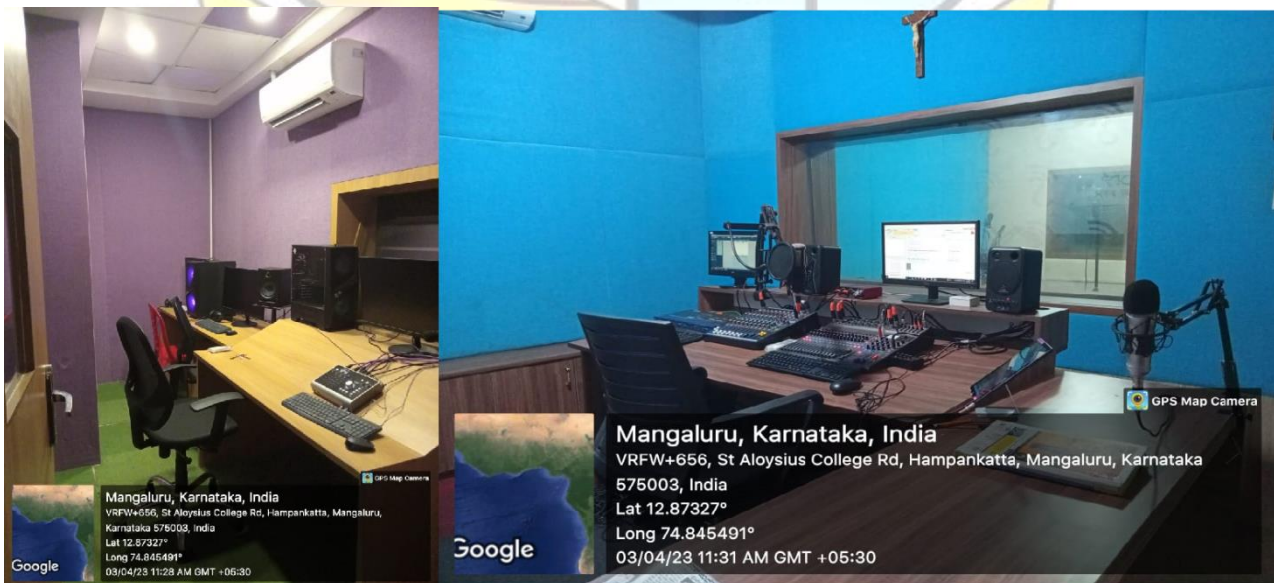 GPS Map Camera
Mangaluru, Karnataka, India
VRFW+656, St Aloysius College Rd, Hampankatta, Mangaluru,
Karnataka 575003, India
Lat 12.87327°
Long 74.845491°
03/04/23 11:28 AM GMT +05:30
Google
GPS Map Camera
Mangaluru, Karnataka, India
VRFW+656, St Aloysius College Rd, Hampankatta, Mangaluru, Karnataka
575003, India
Lat 12.87327°
Long 74.845491°
03/04/23 11:31 AM GMT +05:30
Google